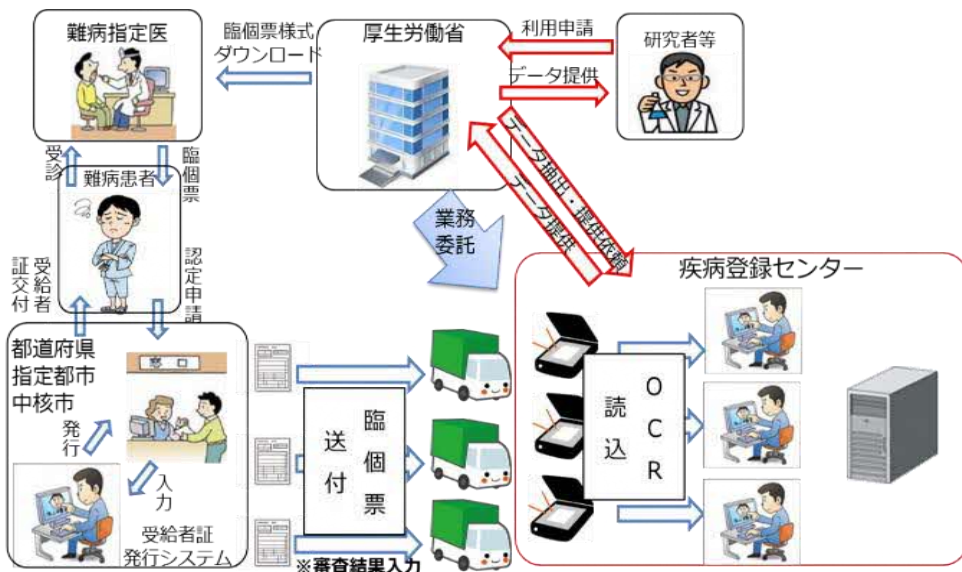 難病指定医
臨個票様式
ダウンロード
厚生労働省
利用申請
データ提供
研究者等
受診
臨個票
難病患者
データ抽出・提供依頼
データ提供
業務
委託
受給者
証交付
認定申請
疾病登録センター
都道府県
指定都市
中核市
窓口
発行
入力
受給者証
発行システム
臨個票
送付
※審査結果入力
OCR
読込